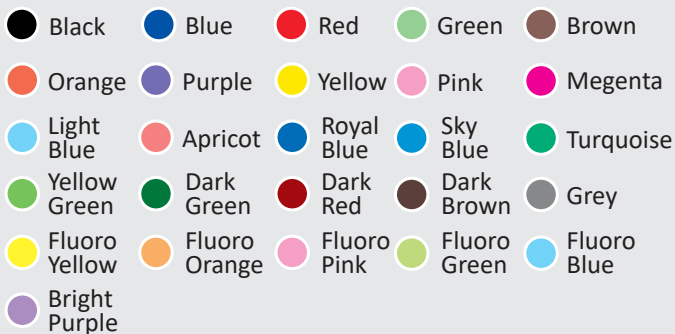 Black Blue Red Green Brown
Orange Purple Yellow Pink Megenta
Light Blue Apricot Royal Blue Sky Blue Turquoise
Yellow Green Dark Green Dark Red Dark Brown Grey
Fluoro Yellow Fluoro Orange Fluoro Pink Fluoro Green Fluoro Blue
Bright Purple